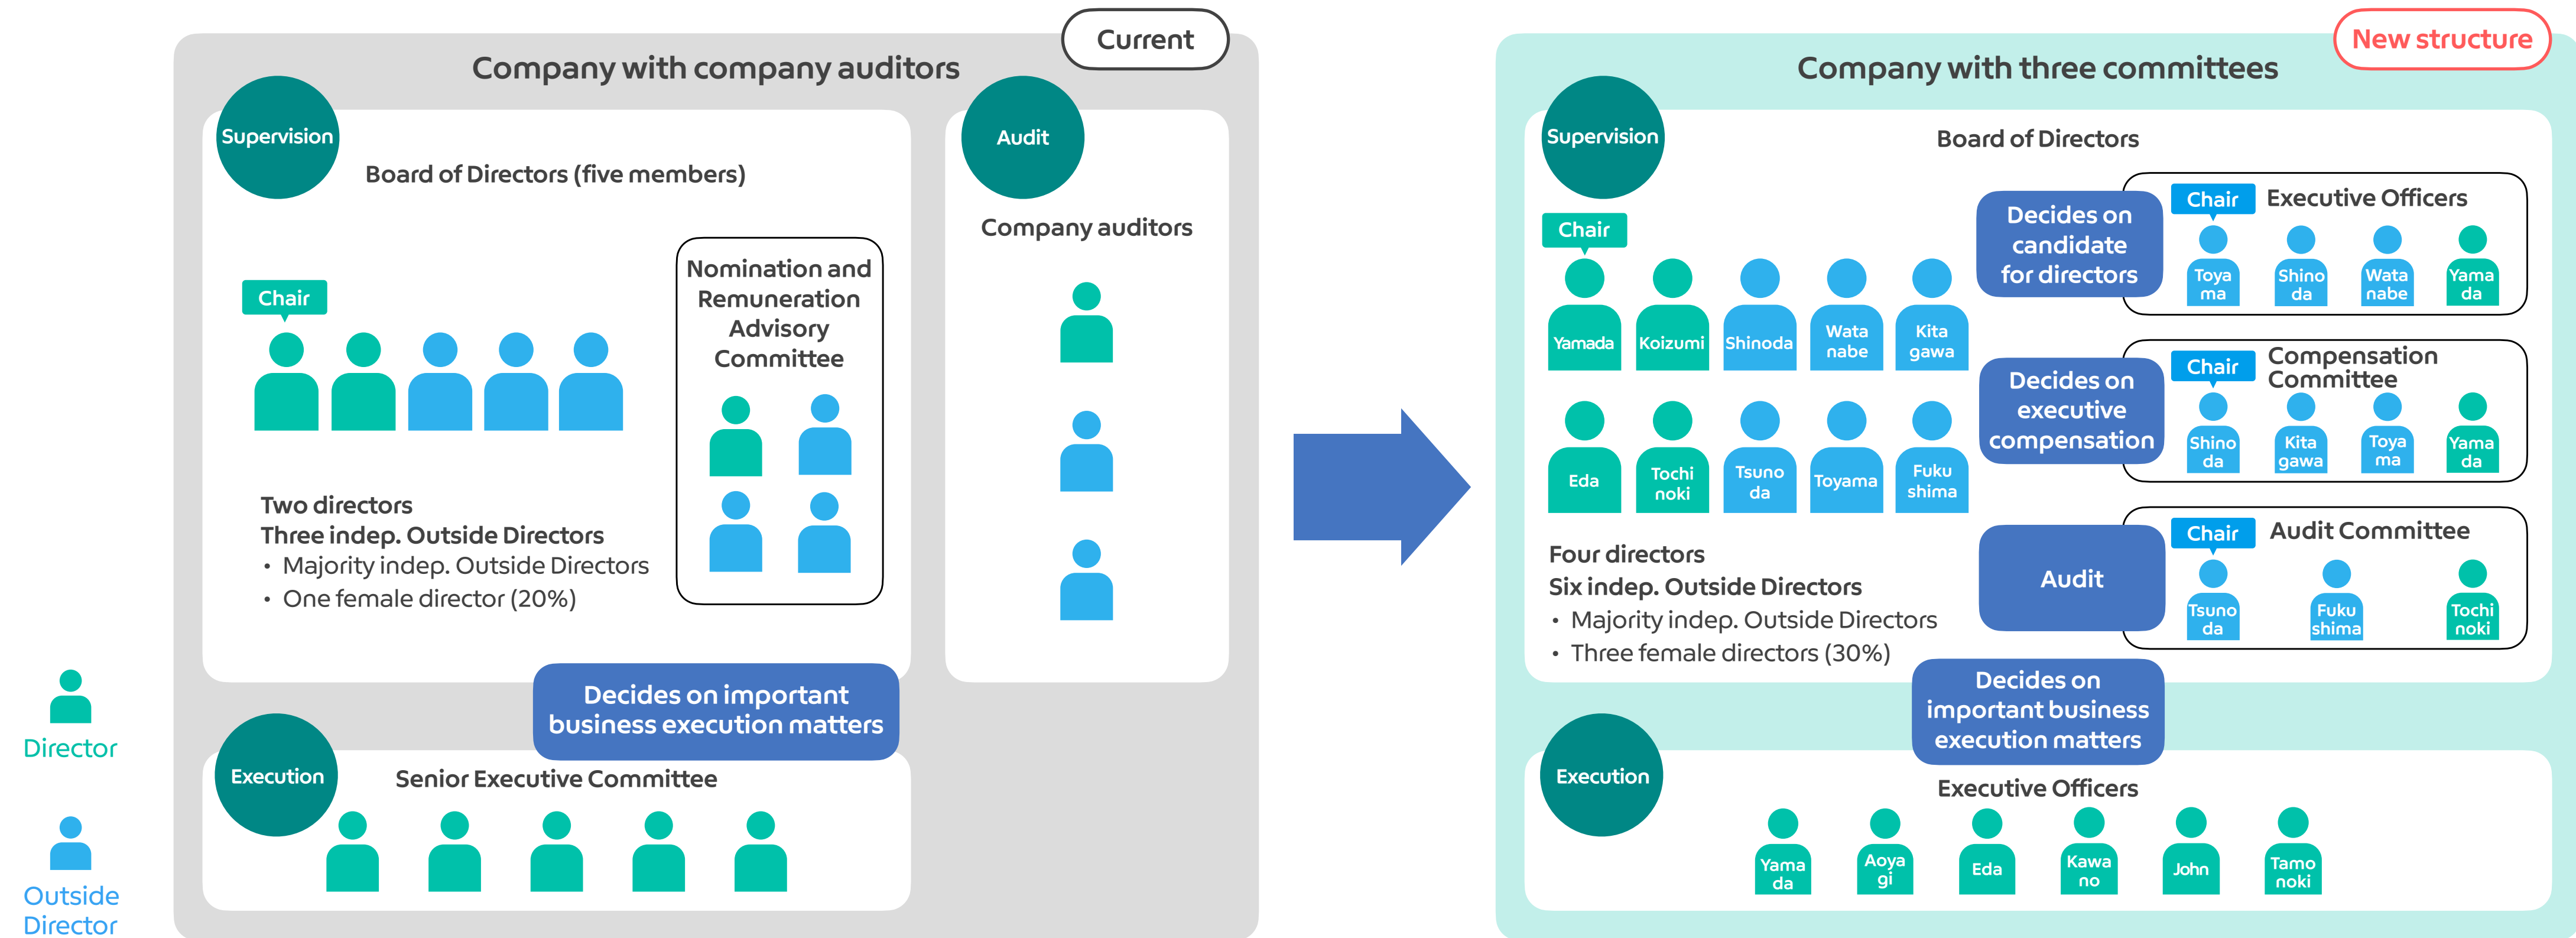 Current
Company with company auditors
Supervision
Board of Directors (five members)
Chair
Nomination and
Remuneration
Advisory
Committee
Two directors
Three indep. Outside Directors
• Majority indep. Outside Directors
• One female director (20%)
Audit
Company auditors
Decides on important
business execution matters
Execution
Senior Executive Committee
Director
Outside
Director
New structure
Company with three committees
Supervision
Board of Directors
Chair
Yamada
Koizumi
Shinoda
Wata
nabe
Kita
gawa
Eda
Tochi
noki
Tsuno
da
Toyama
Fuku
shima
Four directors
Six indep. Outside Directors
• Majority indep. Outside Directors
• Three female directors (30%)
Decides on
candidate
for directors
Chair
Executive Officers
Toya
ma
Shino
da
Wata
nabe
Yama
da
Decides on
executive
compensation
Chair
Compensation
Committee
Shino
da
Kita
gawa
Toya
ma
Yama
da
Audit
Chair
Audit Committee
Tsuno
da
Fuku
shima
Tochi
noki
Decides on
important business
execution matters
Execution
Executive Officers
Yama
da
Aoya
gi
Eda
Kawa
no
John
Tamo
noki